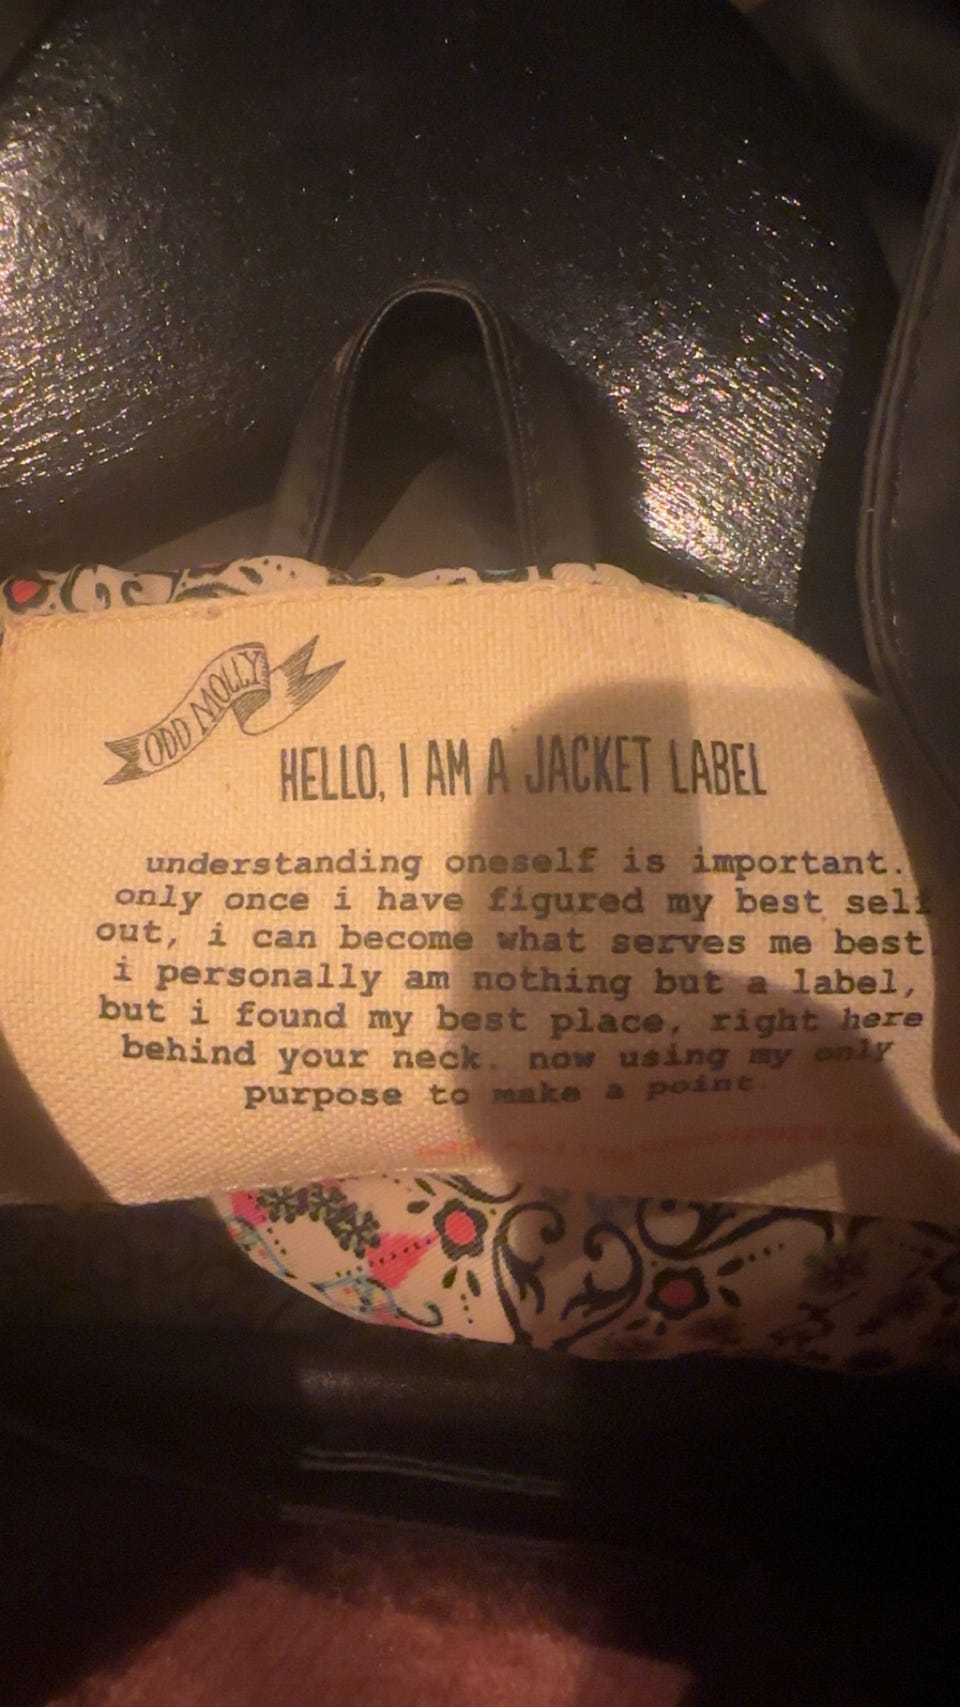 ODD MOLLY
HELLO, I AM A JACKET LABEL
understanding oneself is important.
only once i have figured my best self
out, i can become what serves me best.
i personally am nothing but a label,
but i found my best place, right here
behind your neck. now using my only
purpose to make a point.